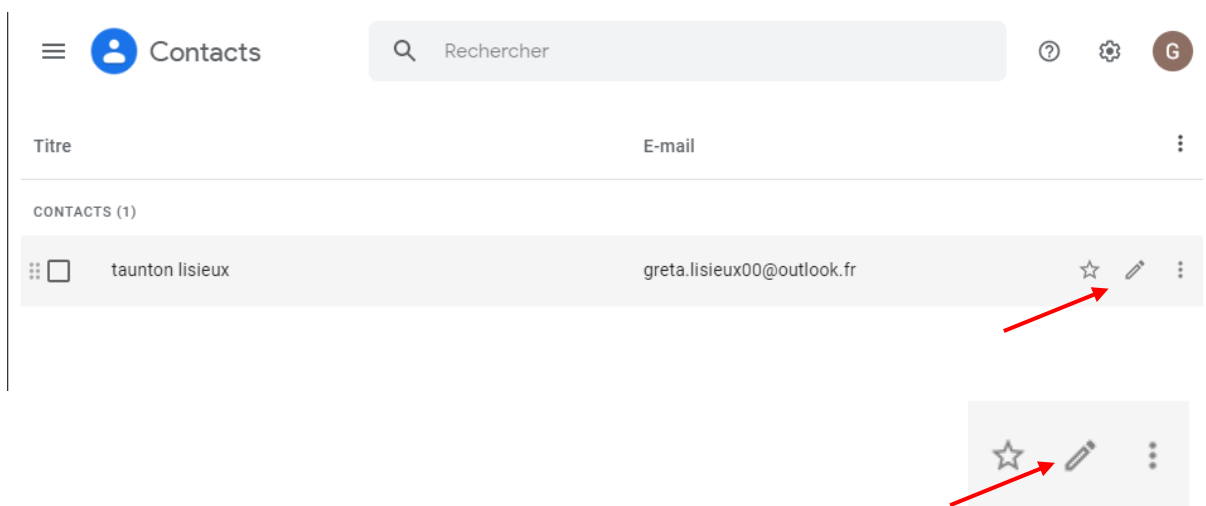 Contacts Rechercher G
Titre E-mail
CONTACTS (1)
taunton lisieux greta.lisieux00@outlook.fr